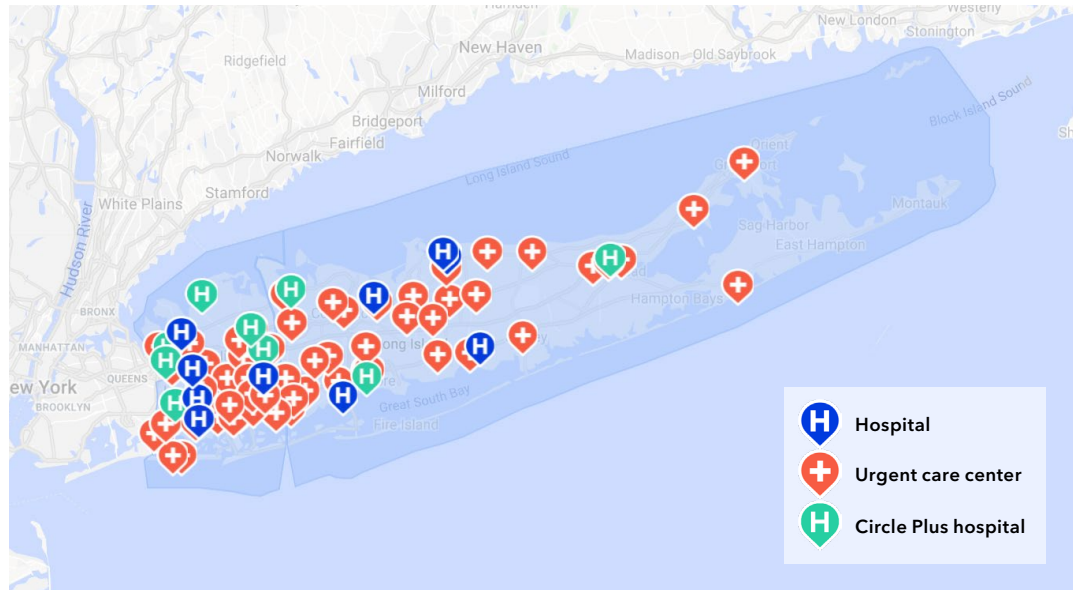 Hamden
New London
Westerly
Stonington
New Haven
Madison
Old Saybrook
Ridgefield
Milford
Bridgeport
Fairfield
Norwalk
Stamford
White Plains
Hudson River
Long Island Sound
Block Island Sound
Orient
Montauk
Sag Harbor
East Hampton
Hampton Bays
BRONX
MANHATTAN
QUEENS
ew York
BROOKLYN
Great South Bay
Fire Island
H Hospital
Urgent care center
H Circle Plus hospital